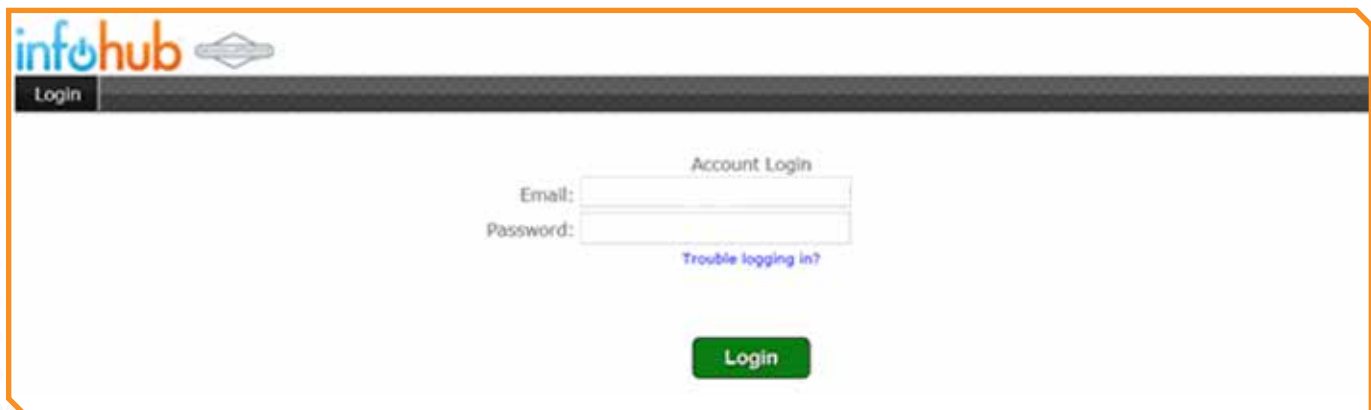 infohub
Login
Account Login
Email:
Password:
Trouble logging in?
Login